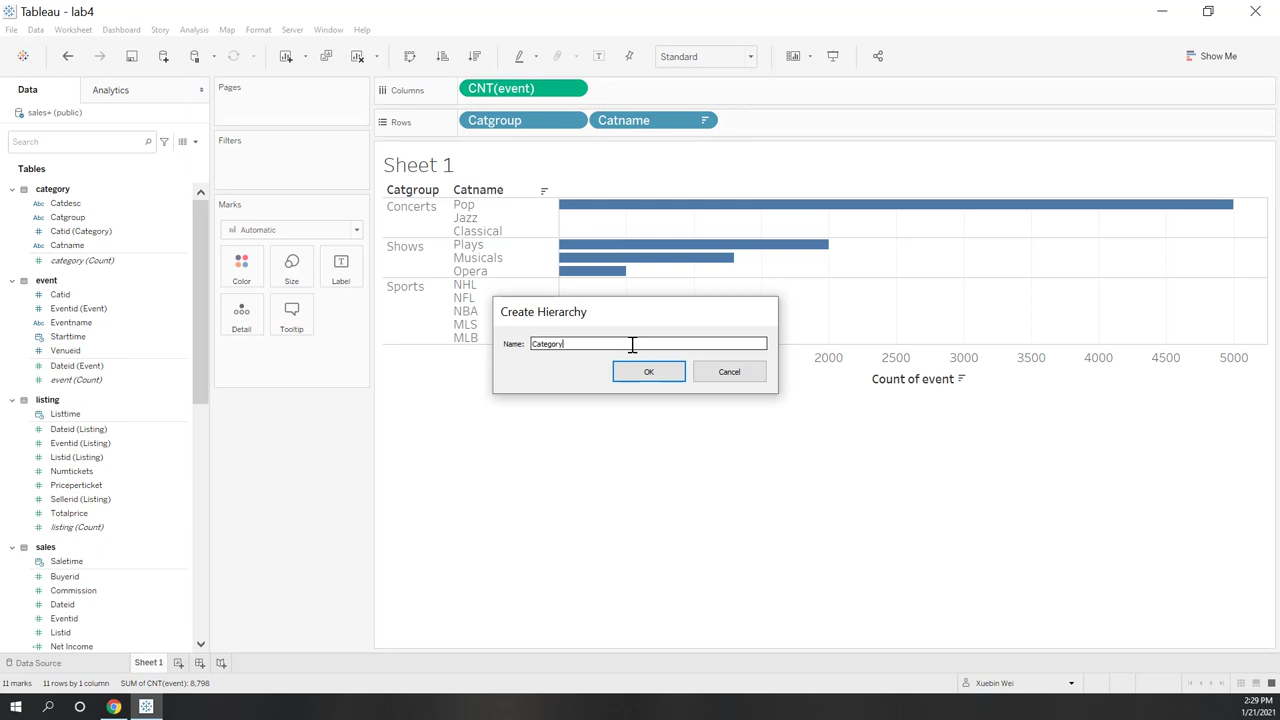 Tableau - lab4
File Data Worksheet Dashboard Story Analysis Map Format Server Window Help
Standard
Show Me
Data Analytics
sales+ (public)
Search
Tables
category
Abc Catdesc
Abc Catgroup
Catid (Category)
Abc Catname
category (Count)
event
Catid
Eventid (Event)
Abc Eventname
Starttime
Venueid
Dateid (Event)
event (Count)
listing
Listtime
Dateid (Listing)
Eventid (Listing)
Listid (Listing)
Numtickets
Priceperticket
Sellerid (Listing)
Totalprice
listing (Count)
sales
Saletime
Buyerid
Commission
Dateid
Eventid
Listid
Net Income
Pages
Filters
Marks
Automatic
Color Size Label
Detail Tooltip
Columns CNT(event)
Rows Catgroup Catname
Sheet 1
Catgroup Catname
Concerts Pop
Jazz
Classical
Shows Plays
Musicals
Opera
Sports NHL
NFL
NBA
MLS
MLB
2000 2500 3000 3500 4000 4500 5000
Count of event
Create Hierarchy
Name: Category
OK Cancel
Data Source Sheet 1
11 marks 11 rows by 1 column SUM of CNT(event): 8,798
Xuebin Wei
2:29 PM
1/21/2021